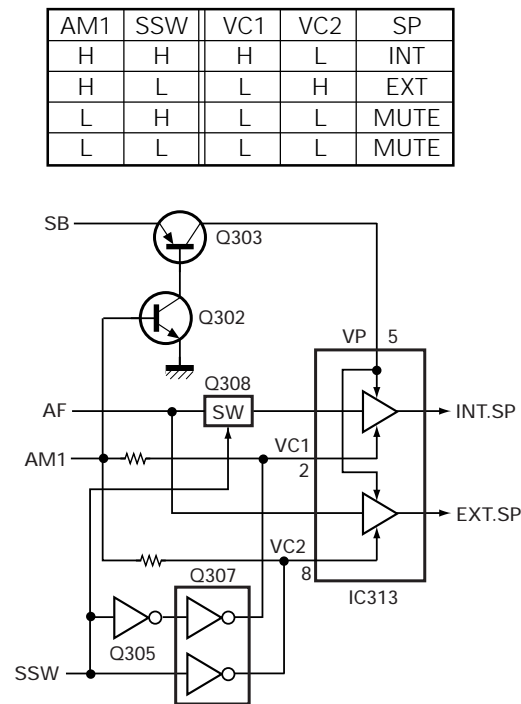 AM1 SSW VC1 VC2 SP
H H H L INT
H L L H EXT
L H L L MUTE
L L L L MUTE
SB
Q303
Q302
VP 5
Q308
AF SW INT.SP
AM1 VC1
2
EXT.SP
VC2
8
Q307
IC313
Q305
SSW